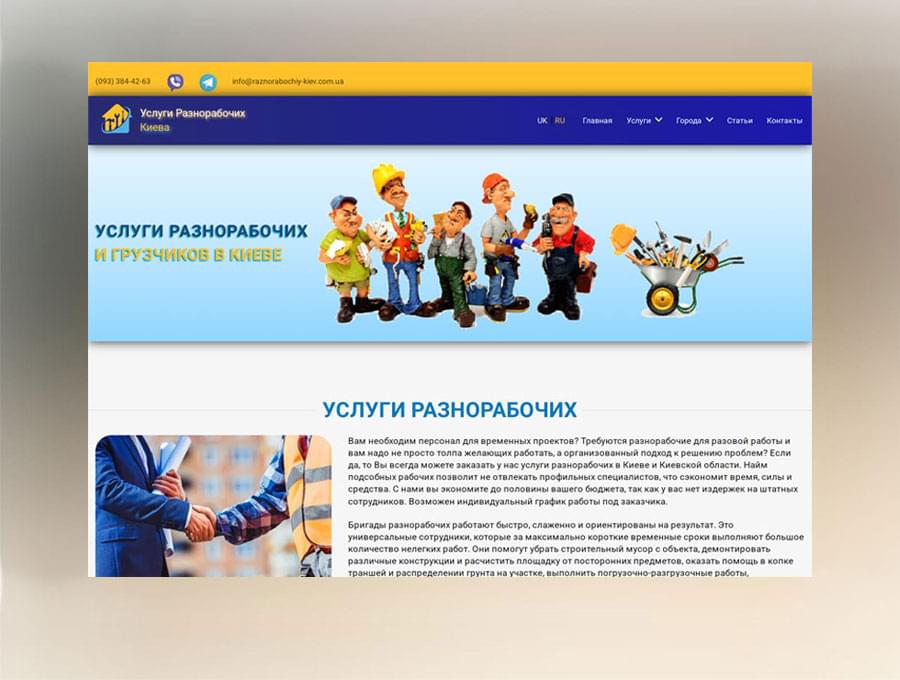 (093) 384-42-63 info@raznorabochiy-kiev.com.ua
Услуги Разнорабочих
Киева
UK RU Главная Услуги Города Статьи Контакты
УСЛУГИ РАЗНОРАБОЧИХ
И ГРУЗЧИКОВ В КИЕВЕ
УСЛУГИ РАЗНОРАБОЧИХ
Вам необходим персонал для временных проектов? Требуются разнорабочие для разовой работы и
вам надо не просто толпа желающих работать, а организованный подход к решению проблем? Если
да, то Вы всегда можете заказать у нас услуги разнорабочих в Киеве и Киевской области. Найм
подсобных рабочих позволит не отвлекать профильных специалистов, что сэкономит время, силы и
средства. С нами вы экономите до половины вашего бюджета, так как у вас нет издержек на штатных
сотрудников. Возможен индивидуальный график работы под заказчика.
Бригады разнорабочих работают быстро, слаженно и ориентированы на результат. Это
универсальные сотрудники, которые за максимально короткие временные сроки выполняют большое
количество нелегких работ. Они помогут убрать строительный мусор с объекта, демонтировать
различные конструкции и расчистить площадку от посторонних предметов, оказать помощь в копке
траншей и распределении грунта на участке, выполнить погрузочно-разгрузочные работы,